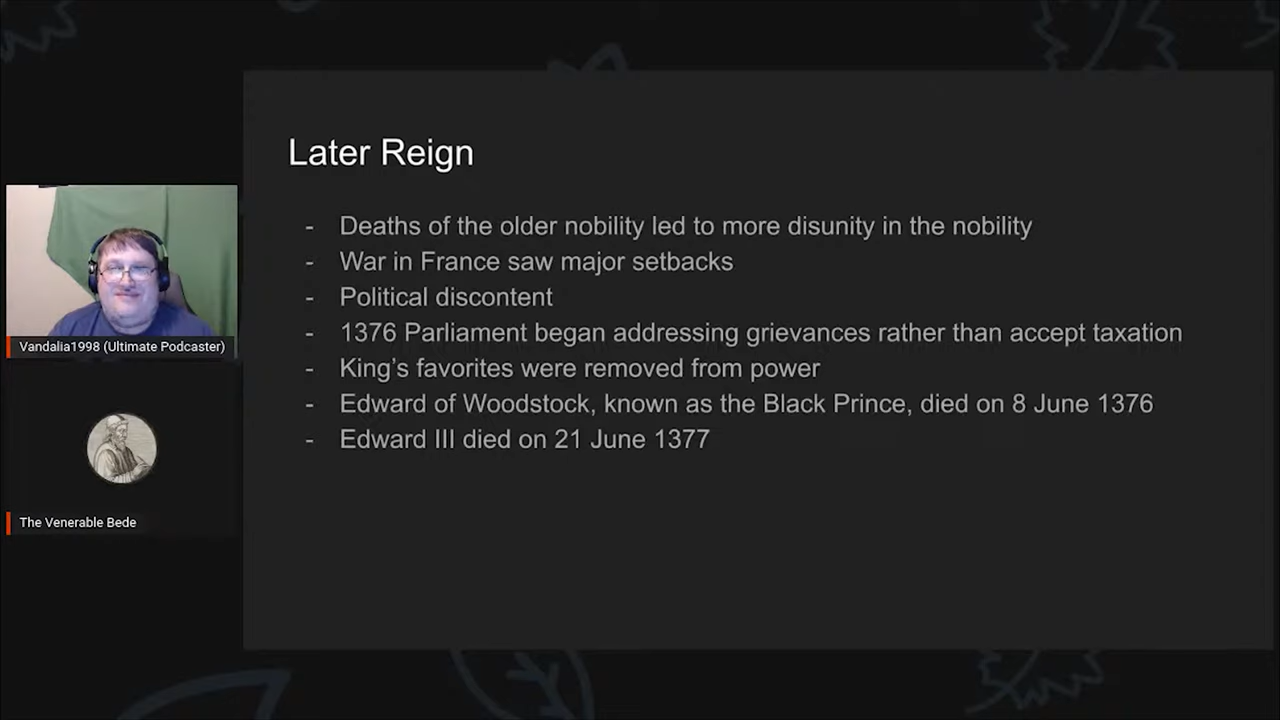 Later Reign
- Deaths of the older nobility led to more disunity in the nobility
- War in France saw major setbacks
- Political discontent
- 1376 Parliament began addressing grievances rather than accept taxation
- King’s favorites were removed from power
- Edward of Woodstock, known as the Black Prince, died on 8 June 1376
- Edward III died on 21 June 1377
Vandalia1998 (Ultimate Podcaster)
The Venerable Bede